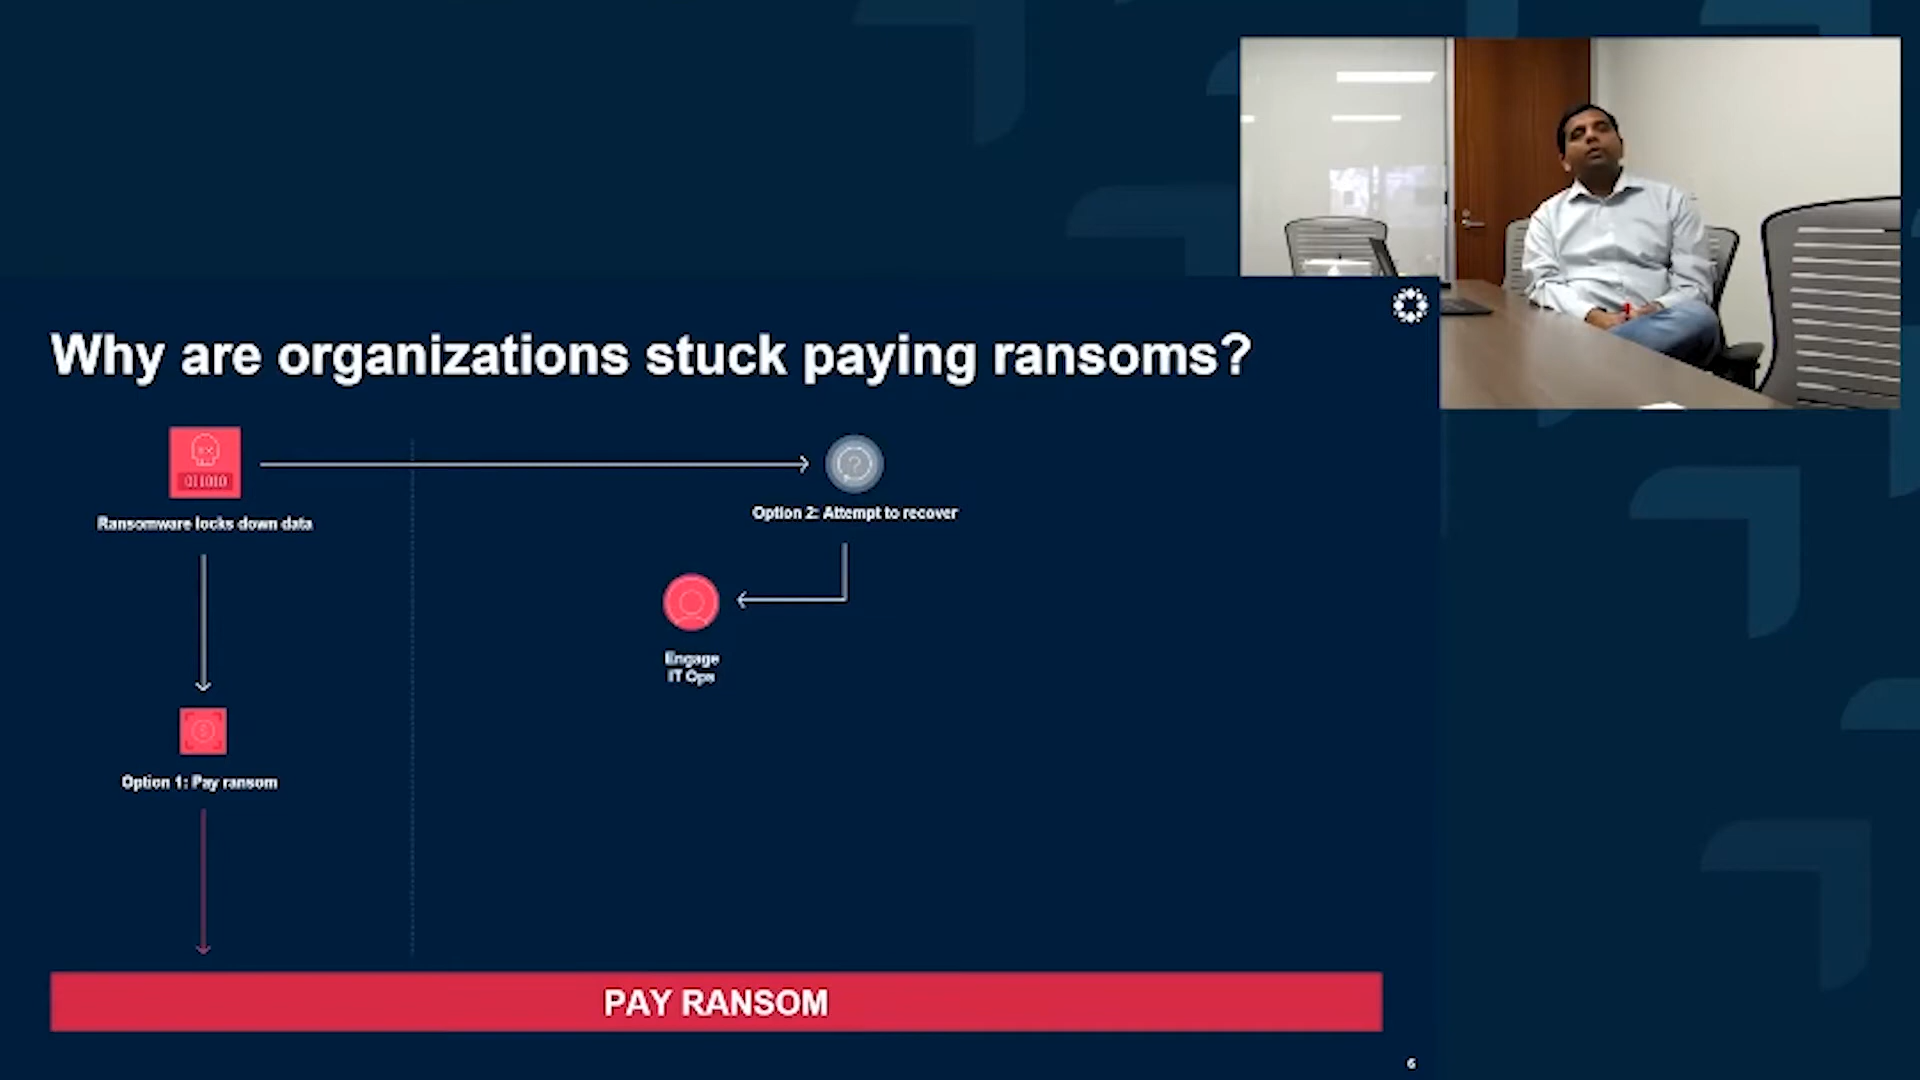 Why are organizations stuck paying ransoms?
011010
Ransomware locks down data
Option 2: Attempt to recover
?
Engage
IT Ops
$
Option 1: Pay ransom
PAY RANSOM
6